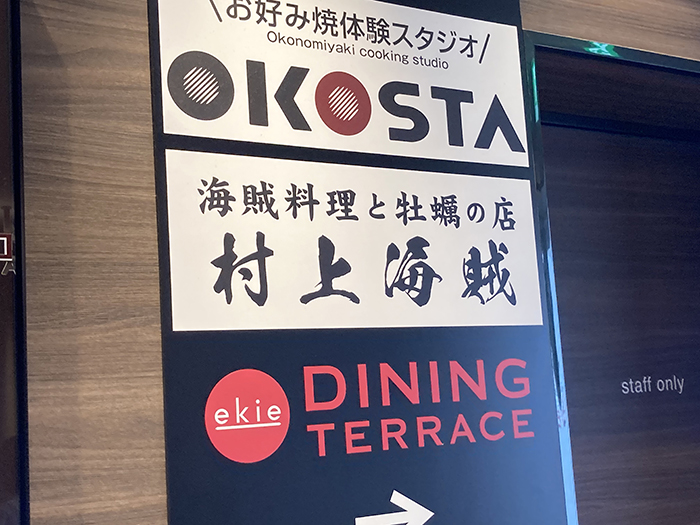 \お好み焼体験スタジオ/
Okonomiyaki cooking studio
OKOSTA
海賊料理と牡蠣の店
村上海賊
ekie
DINING
TERRACE
staff only